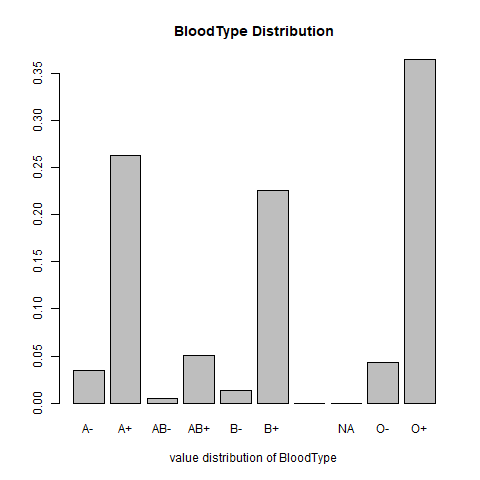 BloodType Distribution
0.35
0.30
0.25
0.20
0.15
0.10
0.05
0.00
A- A+ AB- AB+ B- B+ NA O- O+
value distribution of BloodType